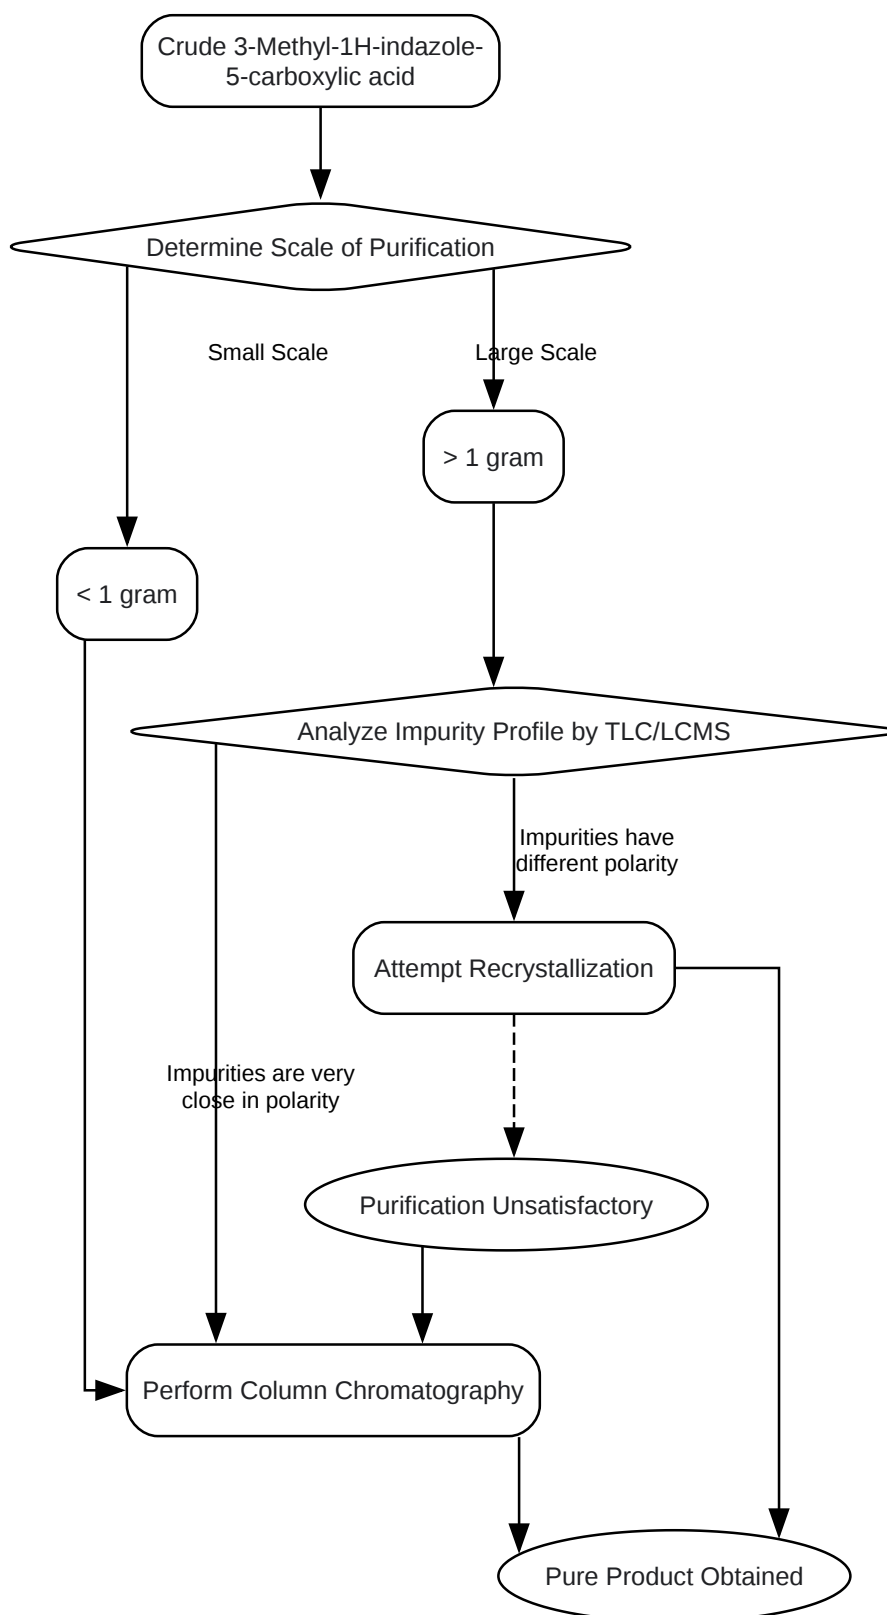 Crude 3-Methyl-1H-indazole-
5-carboxylic acid
Determine Scale of Purification
Small Scale
Large Scale
> 1 gram
< 1 gram
Analyze Impurity Profile by TLC/LCMS
Impurities have
different polarity
Attempt Recrystallization
Impurities are very
close in polarity
Purification Unsatisfactory
Perform Column Chromatography
Pure Product Obtained